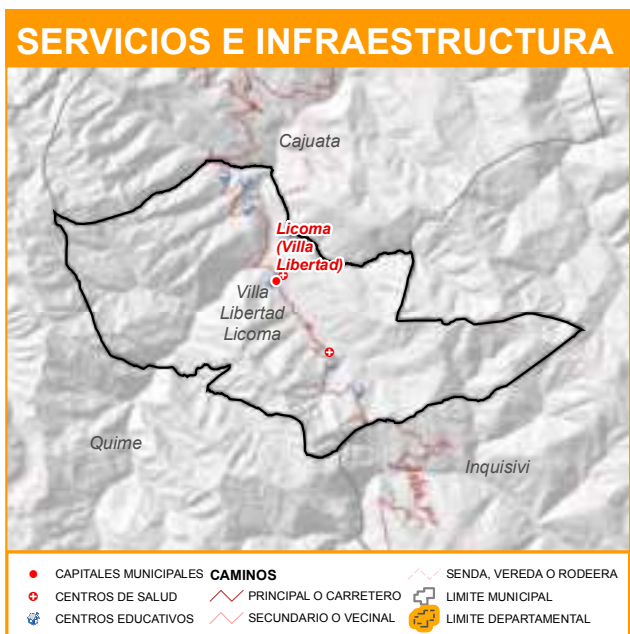 SERVICIOS E INFRAESTRUCTURA
Cajuata
Licoma
(Villa
Libertad)
Villa
Libertad
Licoma
Quime
Inquisivi
CAPITALES MUNICIPALES
CENTROS DE SALUD
CENTROS EDUCATIVOS
CAMINOS
PRINCIPAL O CARRETERO
SECUNDARIO O VECINAL
SENDA, VEREDA O RODEERA
LIMITE MUNICIPAL
LIMITE DEPARTAMENTAL